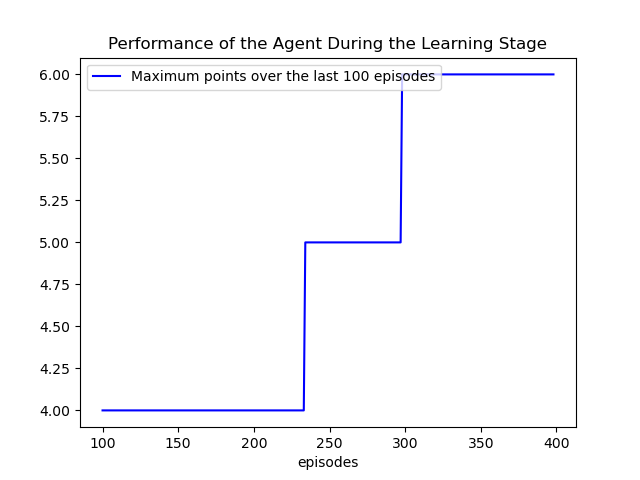 Performance of the Agent During the Learning Stage
Maximum points over the last 100 episodes
6.00
5.75
5.50
5.25
5.00
4.75
4.50
4.25
4.00
100 150 200 250 300 350 400
episodes